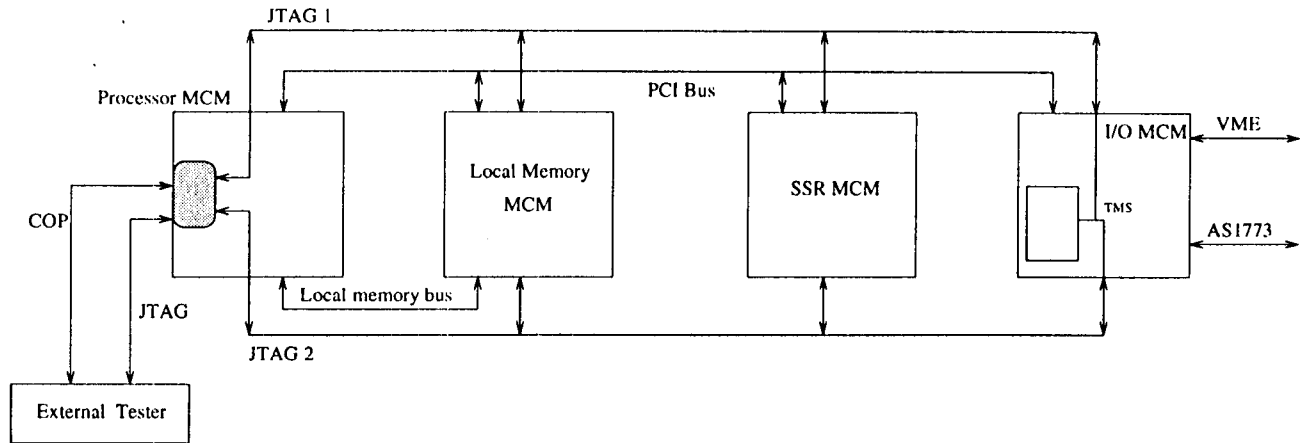 JTAG 1
PCI Bus
Processor MCM
I/O MCM
VME
Local Memory
MCM
SSR MCM
TMS
COP
AS1773
Local memory bus
JTAG
JTAG 2
External Tester